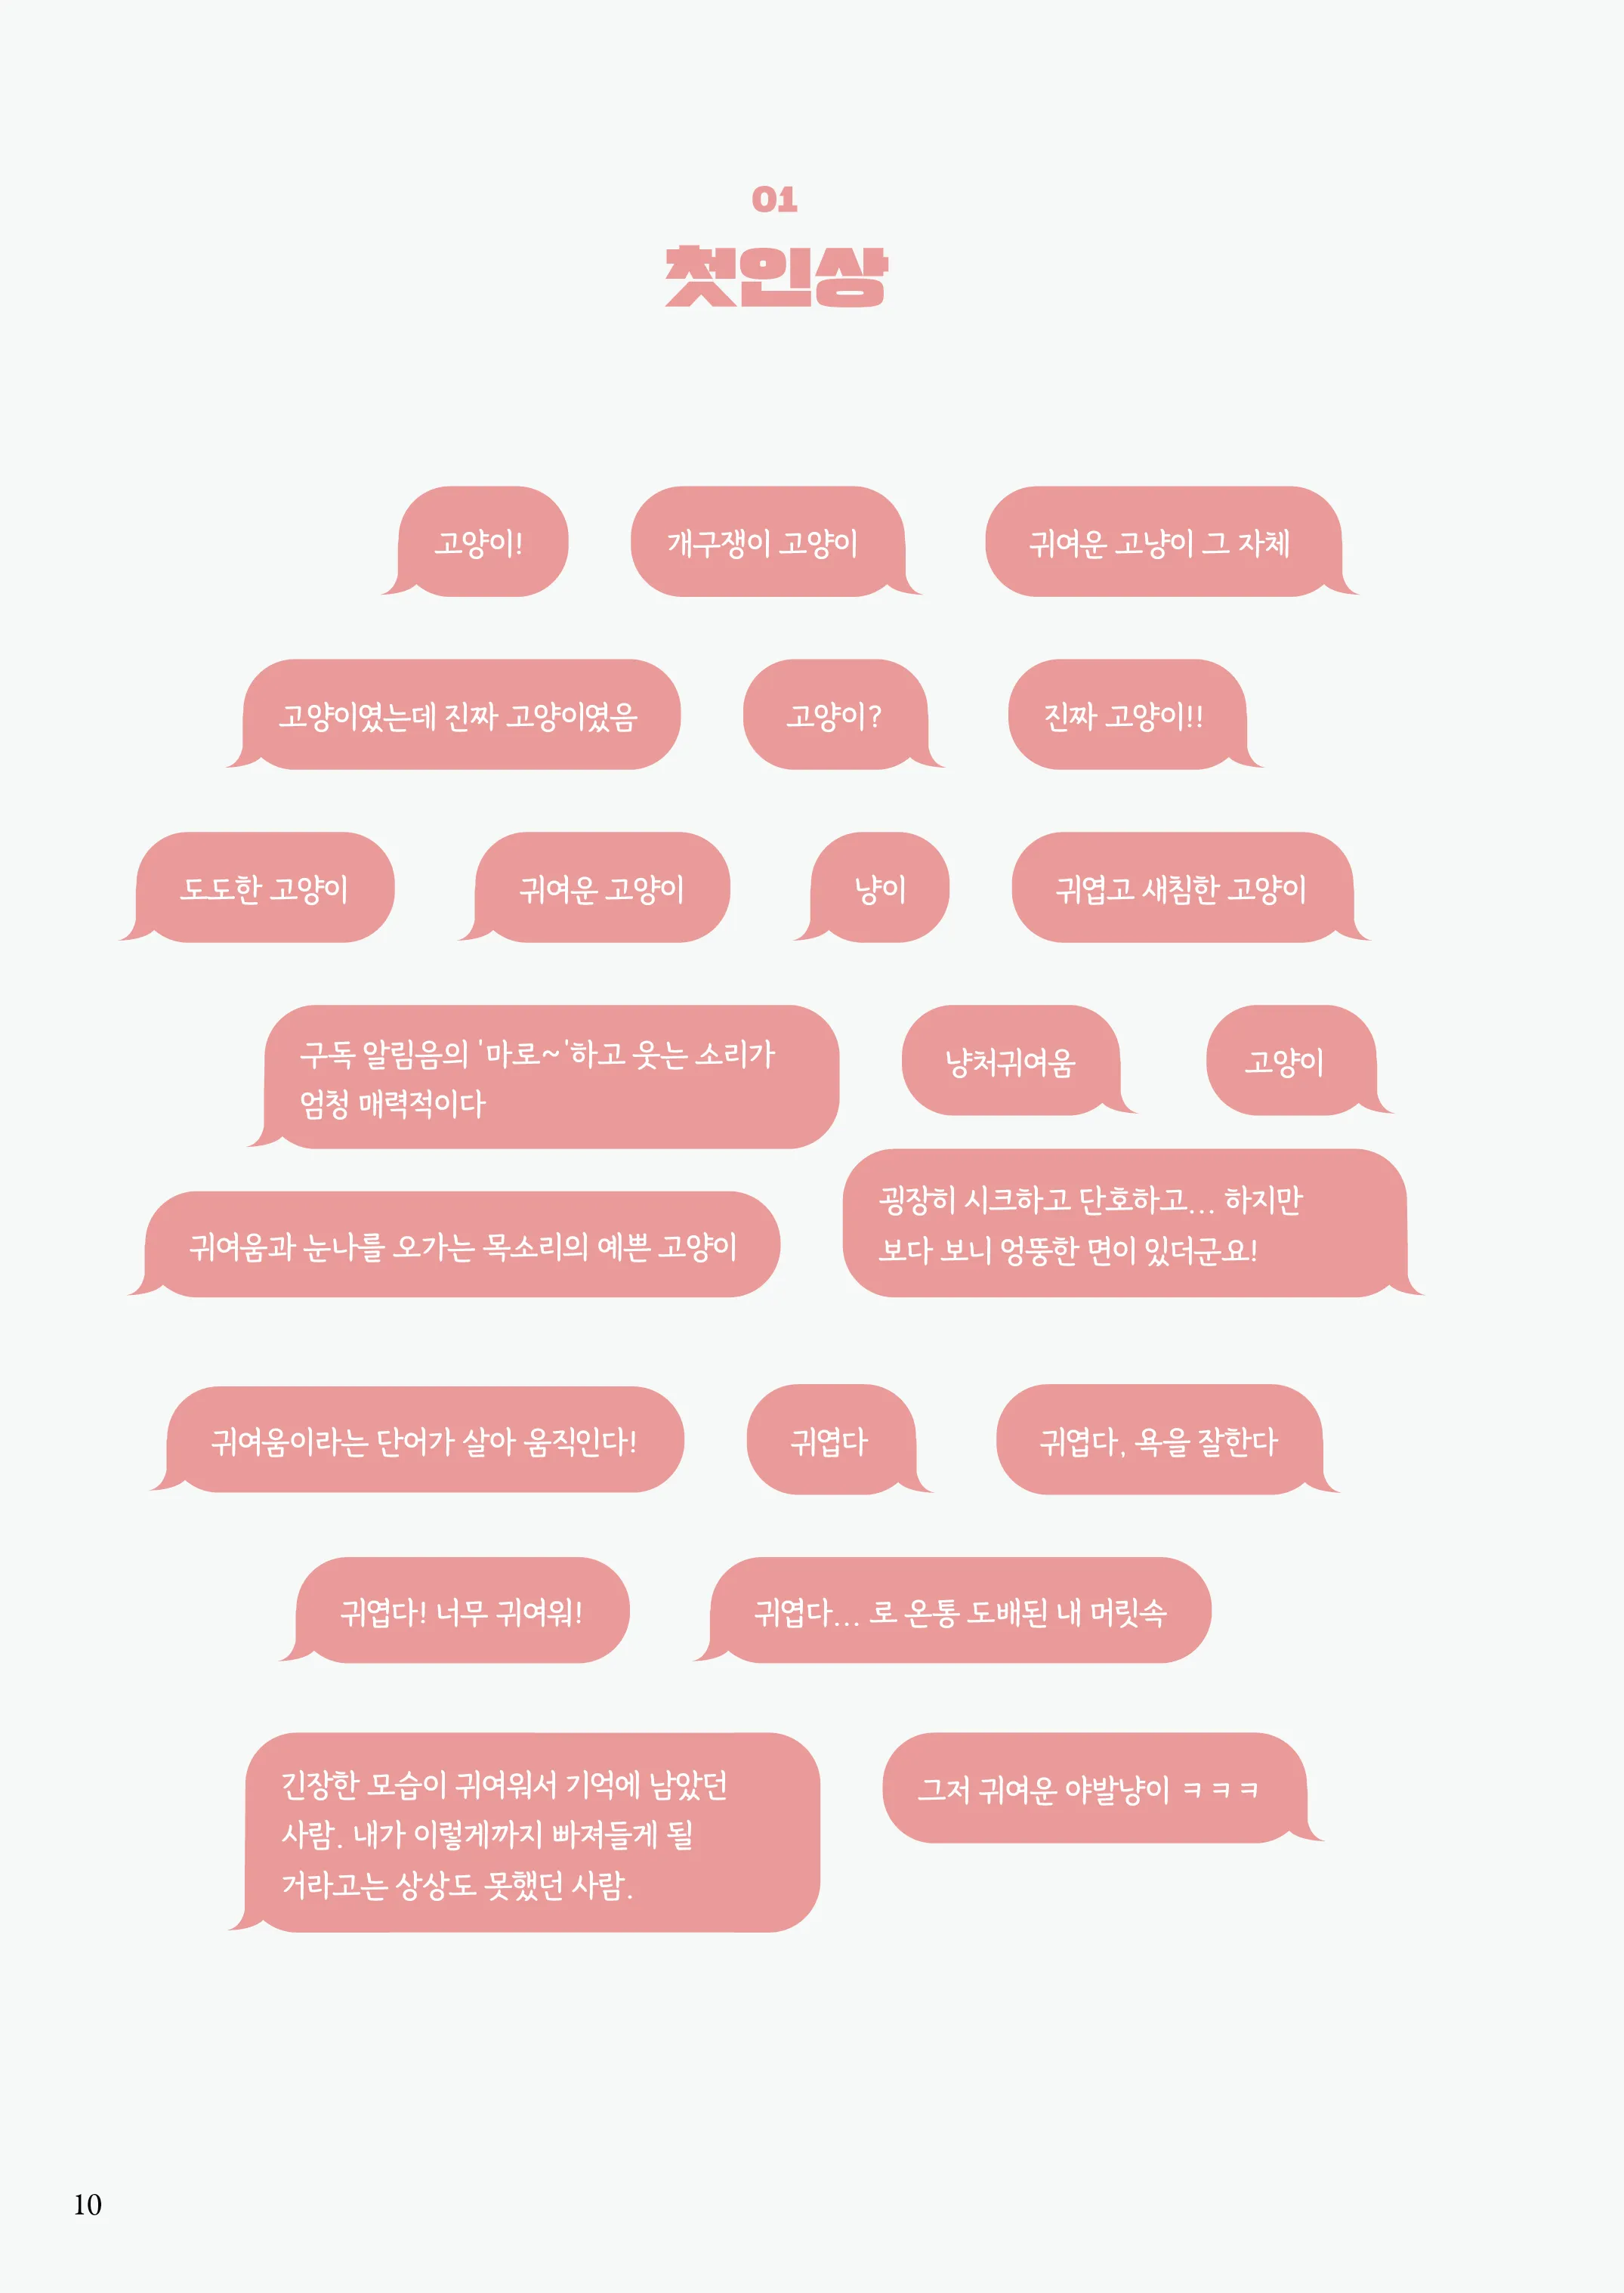 01
첫인상
고양이!
개구쟁이 고양이
귀여운 고냥이 그 자체
고양이였는데 진짜 고양이였음
고양이?
진짜 고양이!!
도도한 고양이
귀여운 고양이
냥이
귀엽고 새침한 고양이
구독 알림음의 '마로~'하고 웃는 소리가
엄청 매력적이다
냥처귀여움
고양이
귀여움과 눈나를 오가는 목소리의 예쁜 고양이
굉장히 시크하고 단호하고... 하지만
보다 보니 엉뚱한 면이 있더군요!
귀여움이라는 단어가 살아 움직인다!
귀엽다
귀엽다, 욕을 잘한다
귀엽다! 너무 귀여워!
귀엽다... 로 온통 도배된 내 머릿속
긴장한 모습이 귀여워서 기억에 남았던
사람. 내가 이렇게까지 빠져들게 될
거라고는 상상도 못했던 사람.
그저 귀여운 야발냥이 ㅋㅋㅋ
10